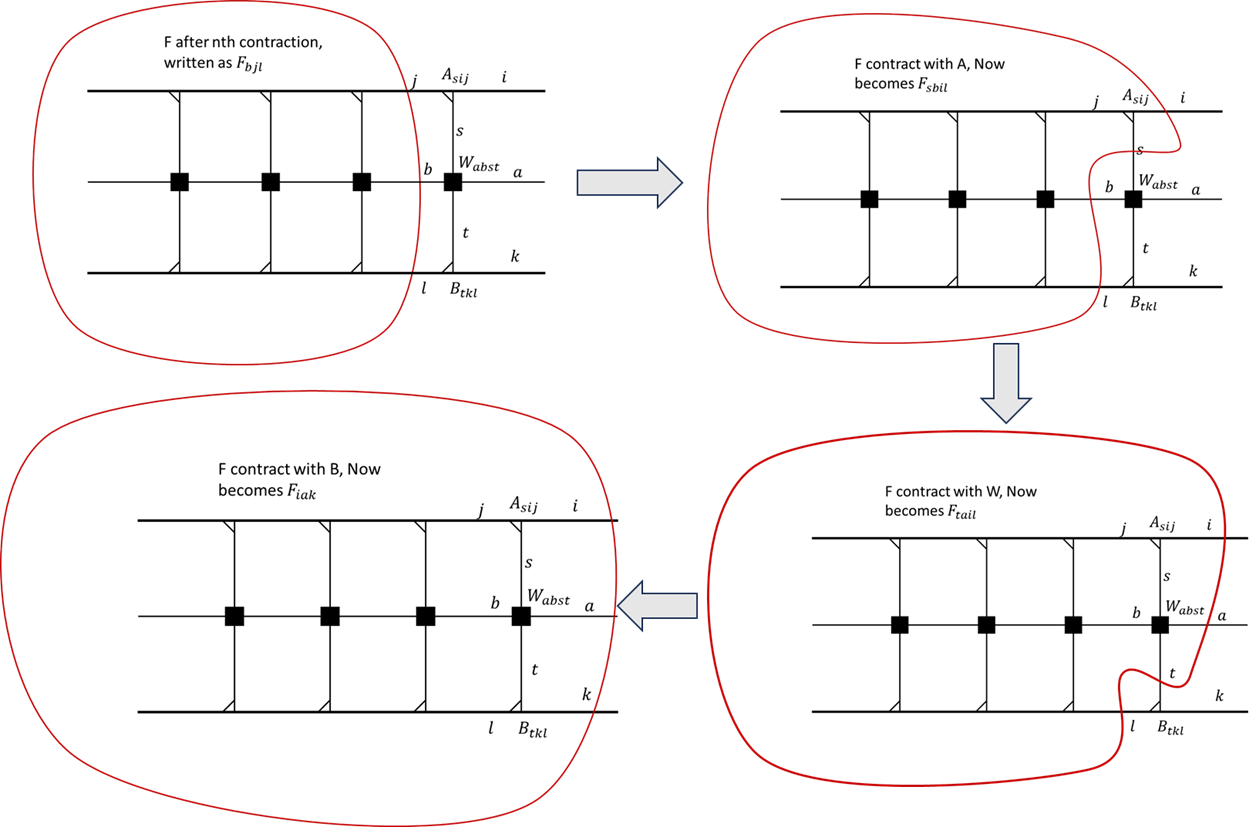 F after nth contraction,
written as F_{bjl}
j A_{sij} i
s
b W_{abst} a
t
k
l B_{tkl}
F contract with A, Now
becomes F_{sbil}
j A_{sij} i
s
b W_{abst} a
t
k
l B_{tkl}
F contract with B, Now
becomes F_{iak}
j A_{sij} i
s
b W_{abst} a
t
k
l B_{tkl}
F contract with W, Now
becomes F_{tail}
j A_{sij} i
s
b W_{abst} a
t
k
l B_{tkl}